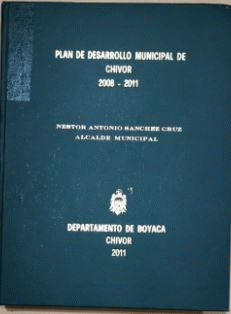 PLAN DE DESARROLLO MUNICIPAL DE
CHIVOR
2008 - 2011
NESTOR ANTONIO SANCHEZ CRUZ
ALCALDE MUNICIPAL
DEPARTAMENTO DE BOYACA
CHIVOR
2011